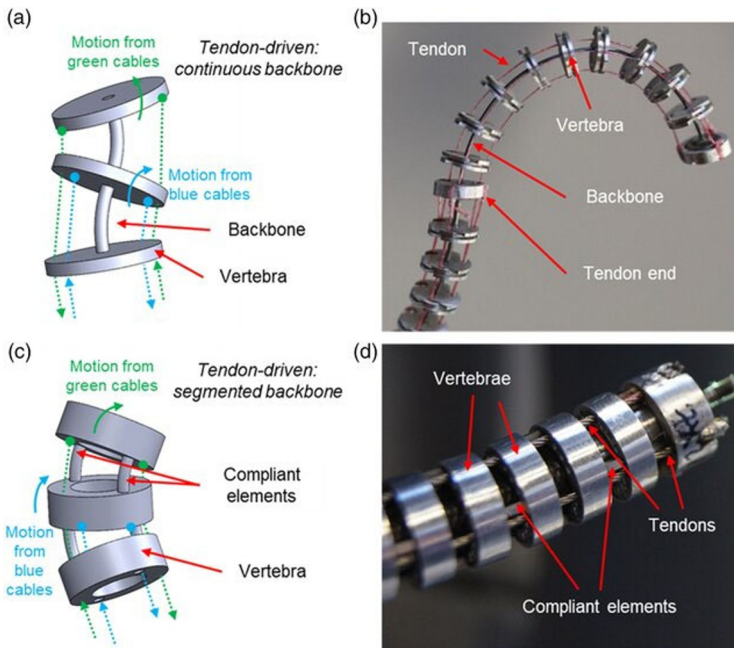 (a)
Motion from
green cables
Tendon-driven:
continuous backbone
Motion from
blue cables
Backbone
Vertebra
(b)
Tendon
Vertebra
Backbone
Tendon end
(c)
Motion from
green cables
Tendon-driven:
segmented backbone
Compliant
elements
Motion
from
blue
cables
Vertebra
(d)
Vertebrae
Tendons
Compliant elements